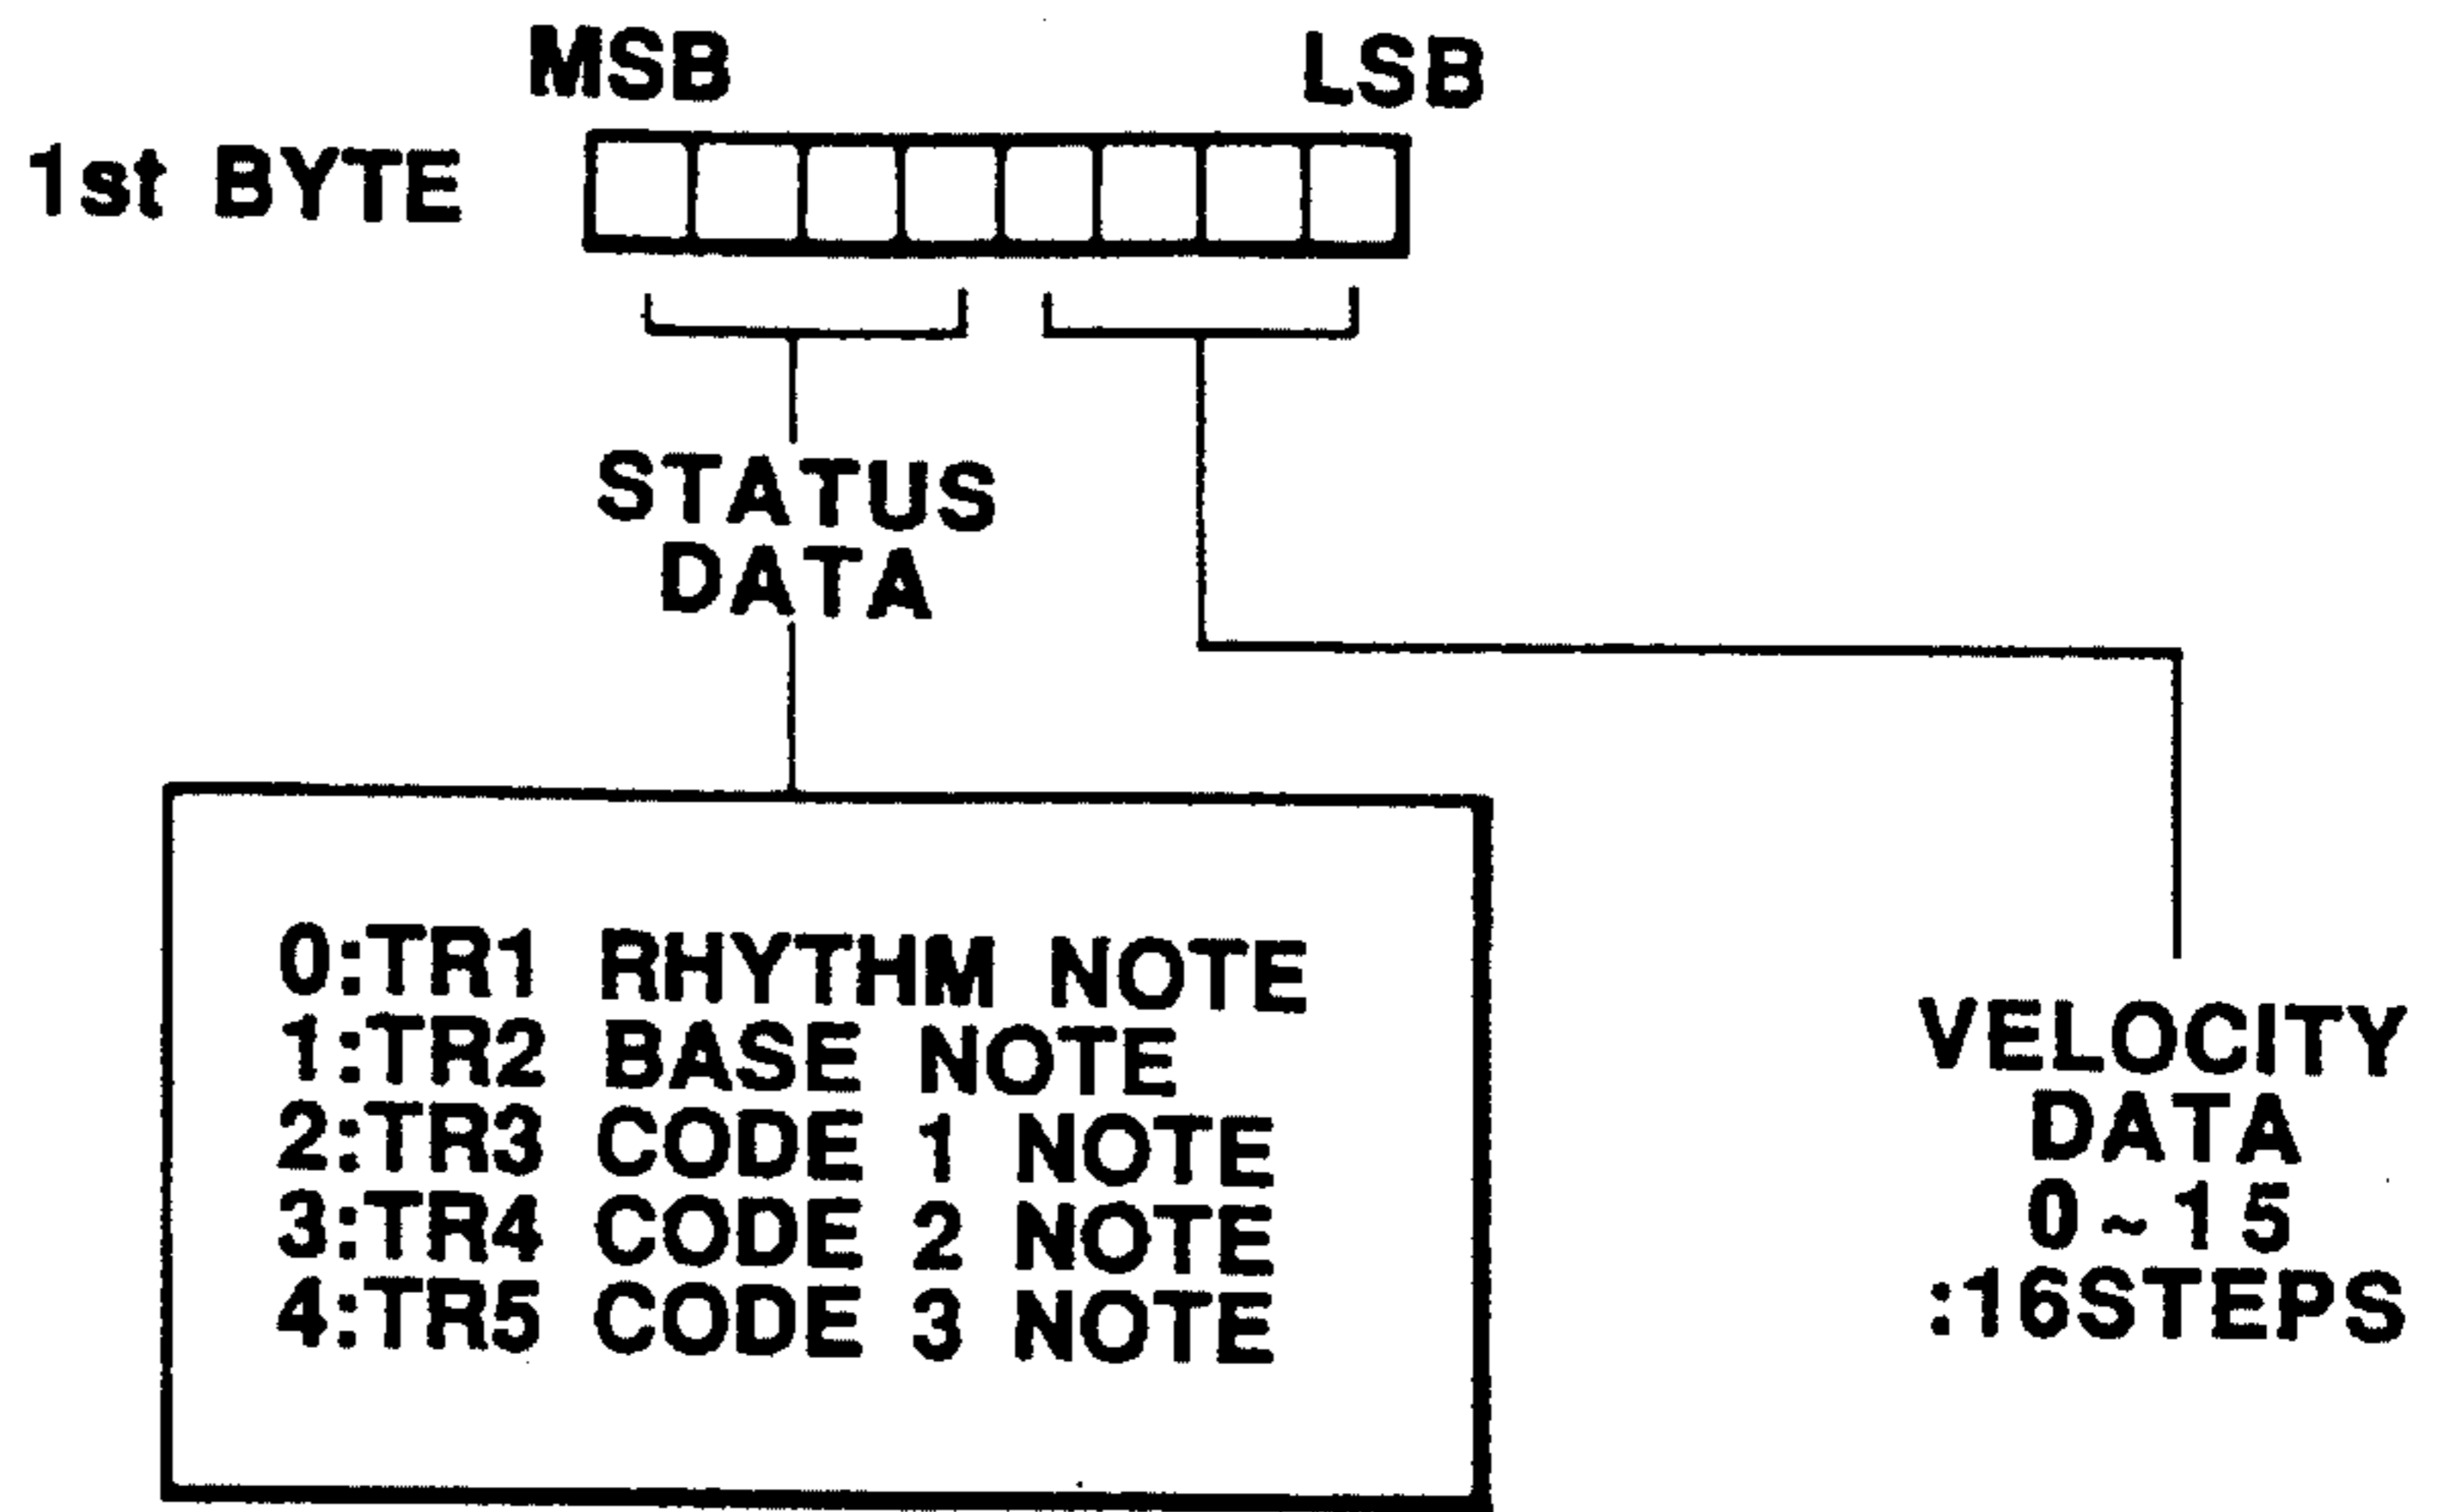 MSB LSB
1st BYTE
STATUS
DATA
0:TR1 RHYTHM NOTE
1:TR2 BASE NOTE
2:TR3 CODE 1 NOTE
3:TR4 CODE 2 NOTE
4:TR5 CODE 3 NOTE
VELOCITY
DATA
0~15
:16STEPS